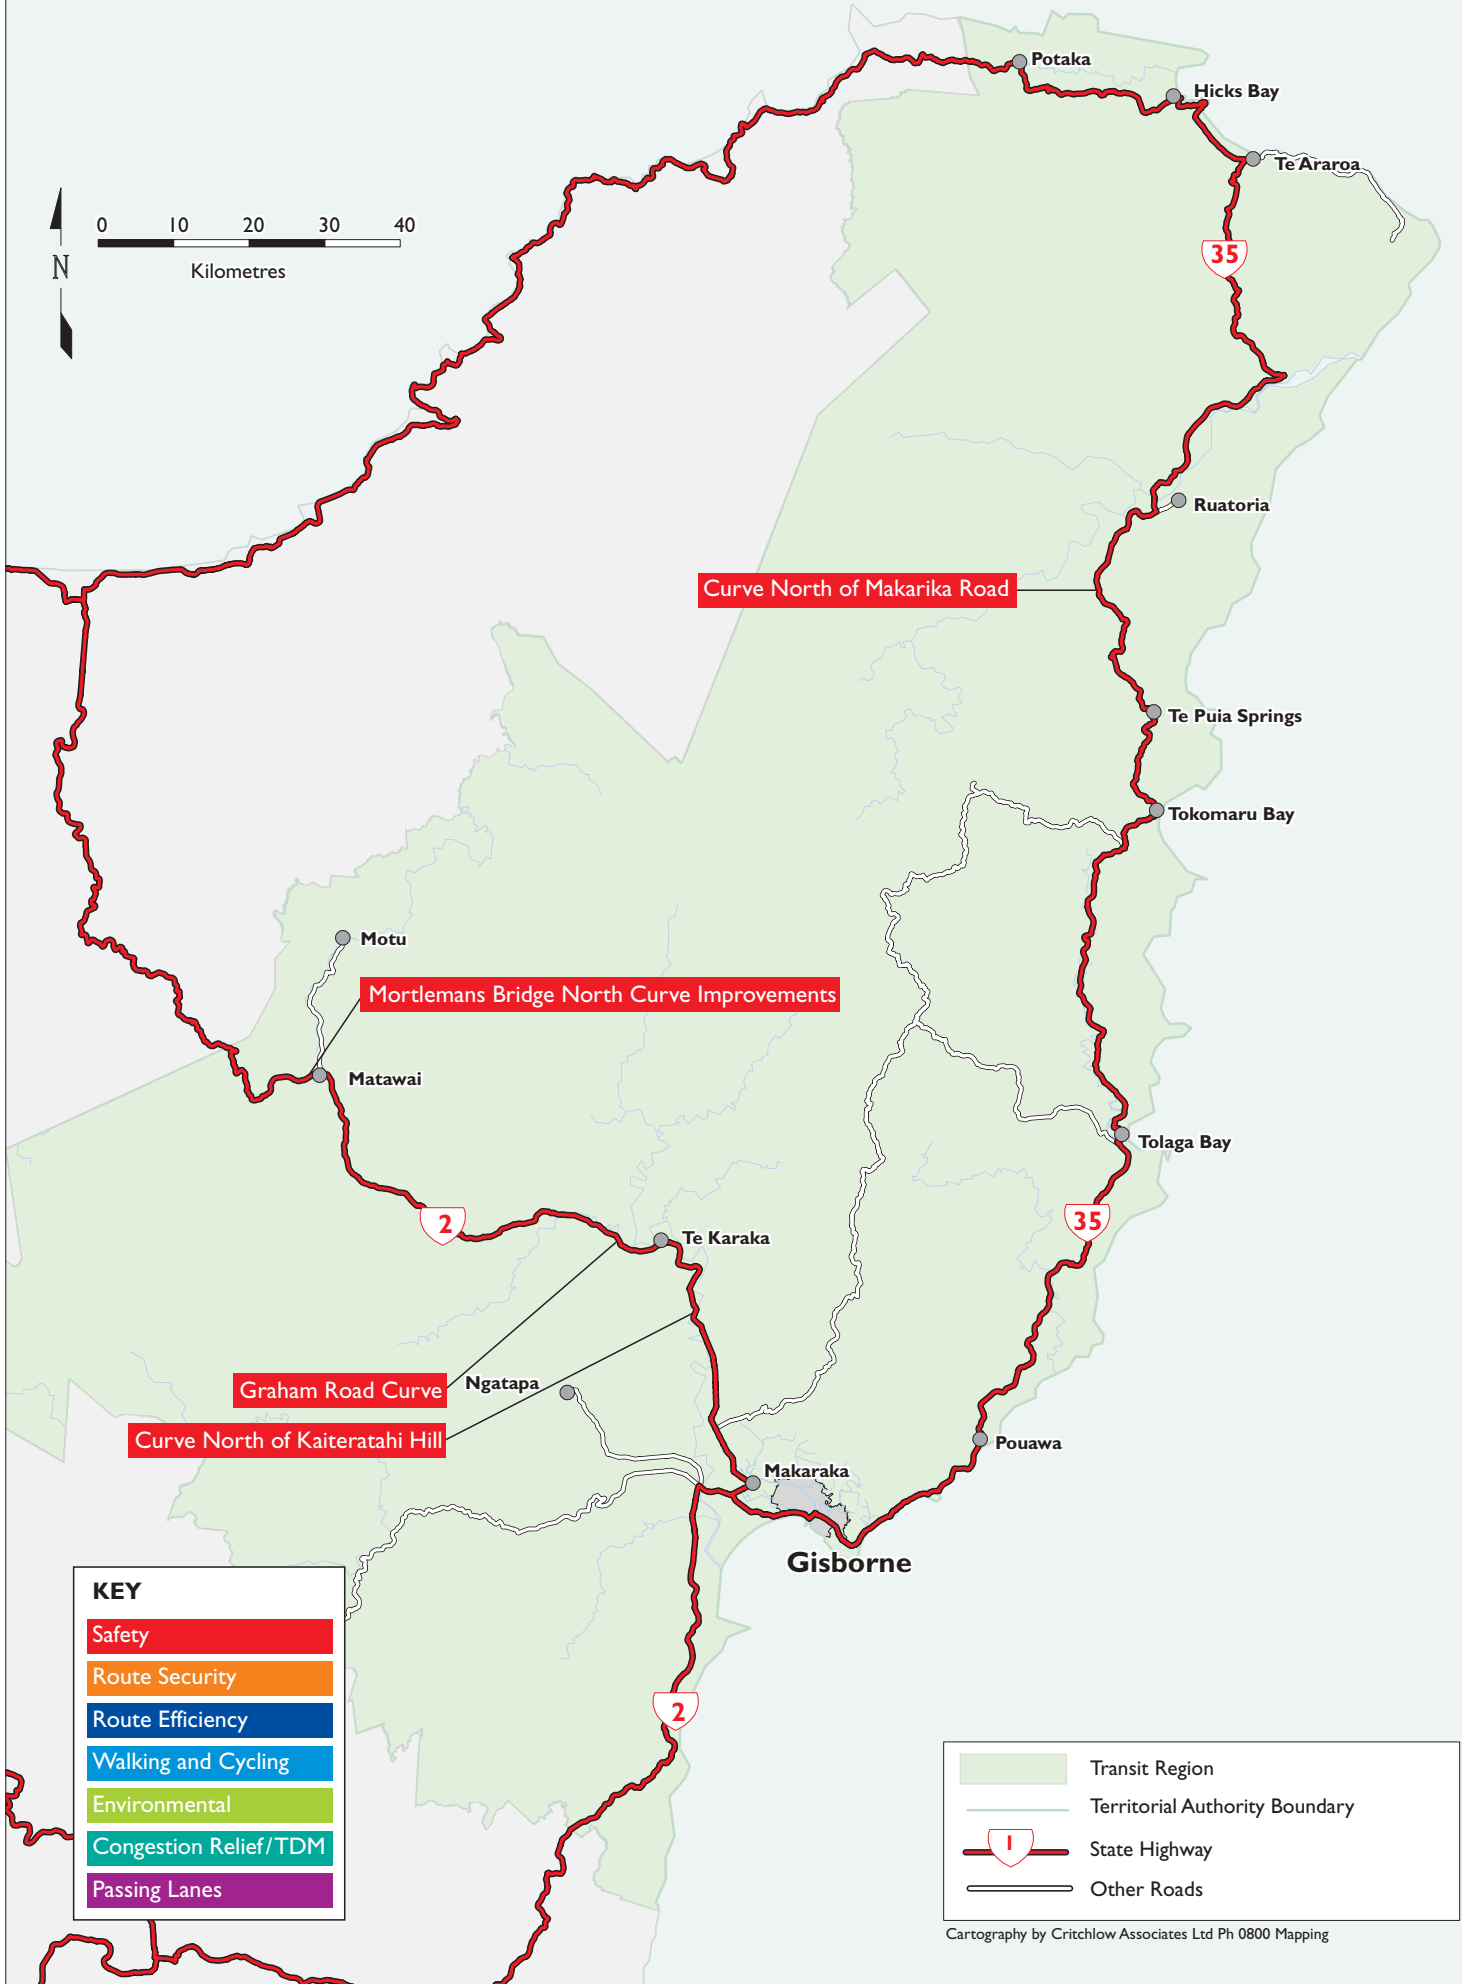 Potaka
Hicks Bay
Te Araroa
0 10 20 30 40
Kilometres
N
35
Ruatoria
Curve North of Makarika Road
Te Puia Springs
Tokomaru Bay
Motu
Mortlemans Bridge North Curve Improvements
Matawai
Tolaga Bay
2
35
Te Karaka
Graham Road Curve
Ngatapa
Curve North of Kaiteratahi Hill
Pouawa
Makaraka
Gisborne
2
KEY
Safety
Route Security
Route Efficiency
Walking and Cycling
Environmental
Congestion Relief/TDM
Passing Lanes
Transit Region
Territorial Authority Boundary
1
State Highway
Other Roads
Cartography by Critchlow Associates Ltd Ph 0800 Mapping